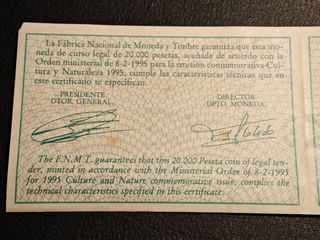 La Fábrica Nacional de Moneda y Timbre garantiza que esta mo-
neda de curso legal de 20.000 pesetas, acuñada de acuerdo con la
Orden ministerial de 8-2-1995 para la emisión conmemorativa Cul-
tura y Naturaleza 1995, cumple las características técnicas que en
este certificado se especifican.
PRESIDENTE
DTOR. GENERAL,
DIRECTOR
DPTO. MONEDA,
The F.N.M.T. guarantees that this 20.000 Peseta coin of legal ten-
der, minted in accordance with the Ministerial Order of 8-2-1995
for 1995 Culture and Nature commemorative issue, complies the
technical characteristics specified in this certificate.